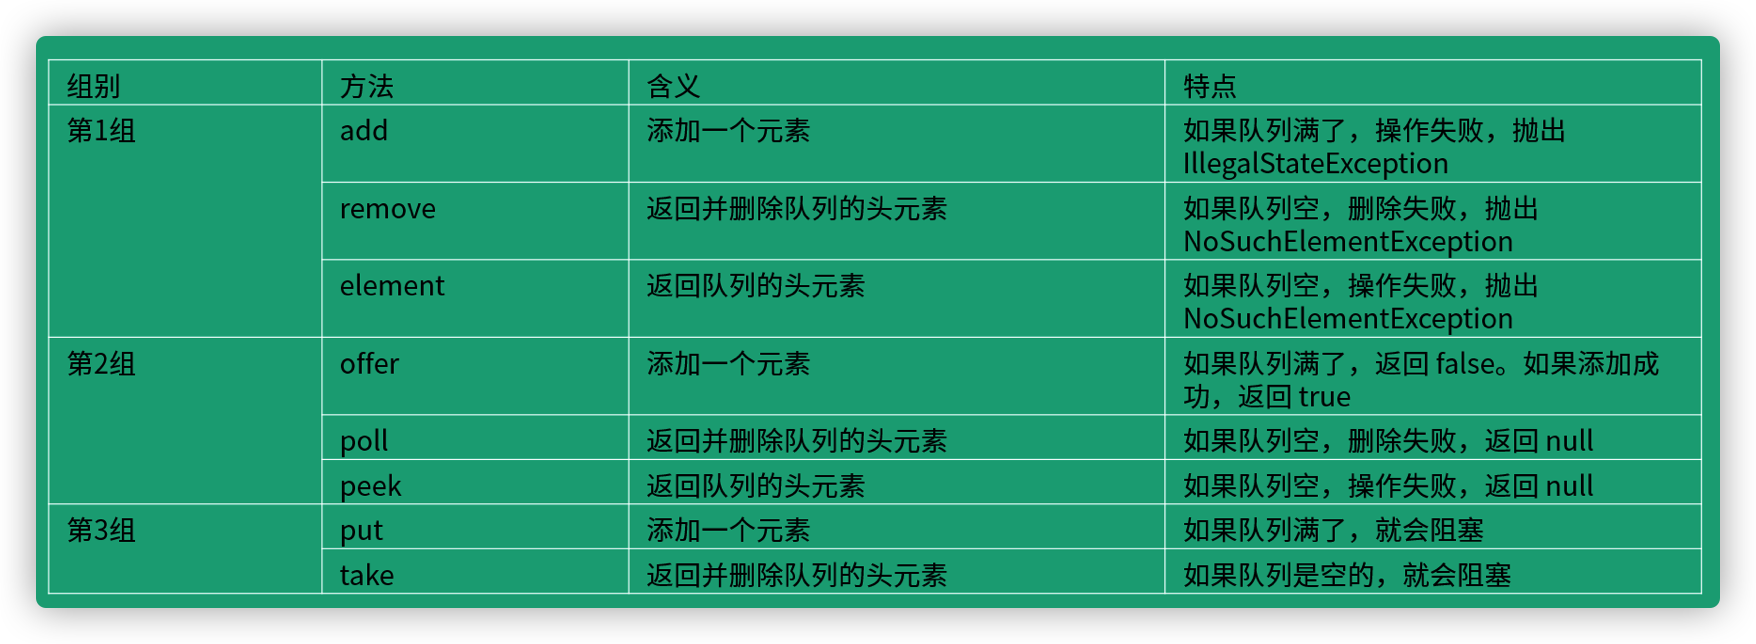 组别 方法 含义 特点
第1组 add 添加一个元素 如果队列满了，操作失败，抛出
IllegalStateException
remove 返回并删除队列的头元素 如果队列空，删除失败，抛出
NoSuchElementException
element 返回队列的头元素 如果队列空，操作失败，抛出
NoSuchElementException
第2组 offer 添加一个元素 如果队列满了，返回 false。如果添加成
功，返回 true
poll 返回并删除队列的头元素 如果队列空，删除失败，返回 null
peek 返回队列的头元素 如果队列空，操作失败，返回 null
第3组 put 添加一个元素 如果队列满了，就会阻塞
take 返回并删除队列的头元素 如果队列是空的，就会阻塞